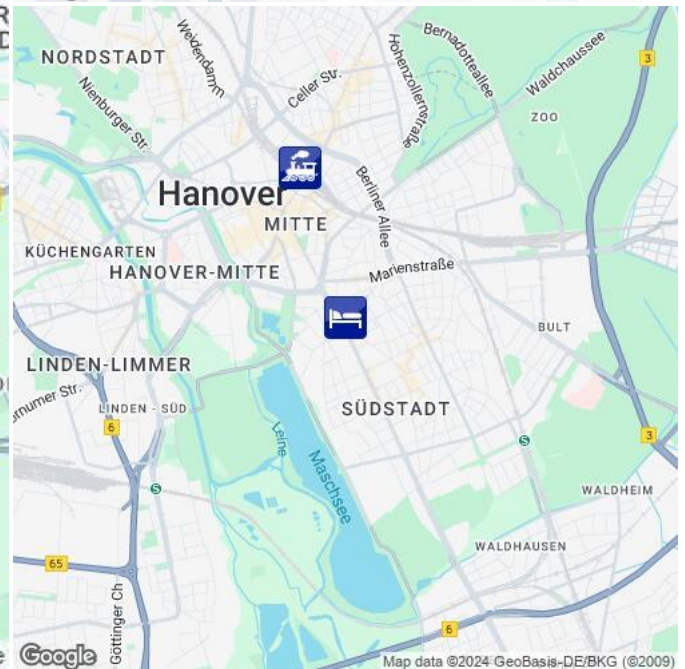 NORDSTADT
Weidendamm
Celler Str.
Hohenzollernstraße
Bernadotteallee
Waldchaussee
3
ZOO
Nienburger Str.
Hanover
MITTE
Berliner Allee
KÜCHENGARTEN
HANOVER-MITTE
Marienstraße
BULT
LINDEN-LIMMER
ornumer Str.
LINDEN - SÜD
6
SÜDSTADT
Leine
Maschsee
S
3
S
WALDHEIM
WALDHAUSEN
65
Göttinger Ch
6
Google
Map data ©2024 GeoBasis-DE/BKG (©2009)